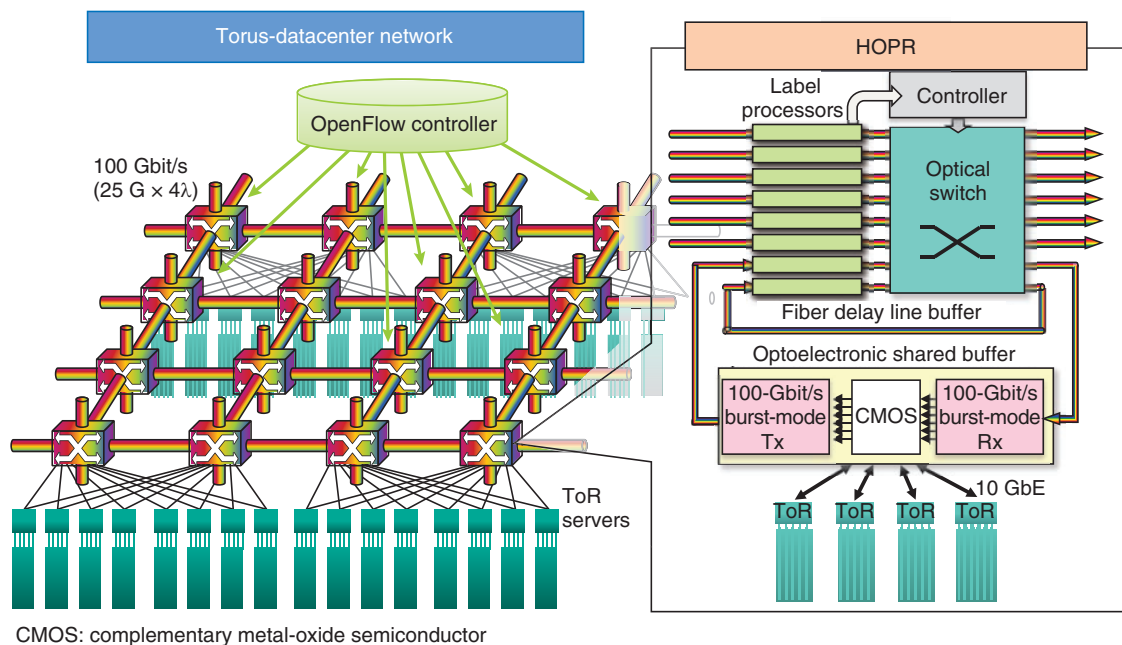 Torus-datacenter network
OpenFlow controller
100 Gbit/s
(25 G × 4λ)
ToR
servers
CMOS: complementary metal-oxide semiconductor
HOPR
Label
processors
Controller
Optical
switch
Fiber delay line buffer
Optoelectronic shared buffer
100-Gbit/s
burst-mode
Tx
CMOS
100-Gbit/s
burst-mode
Rx
10 GbE
ToR ToR ToR ToR